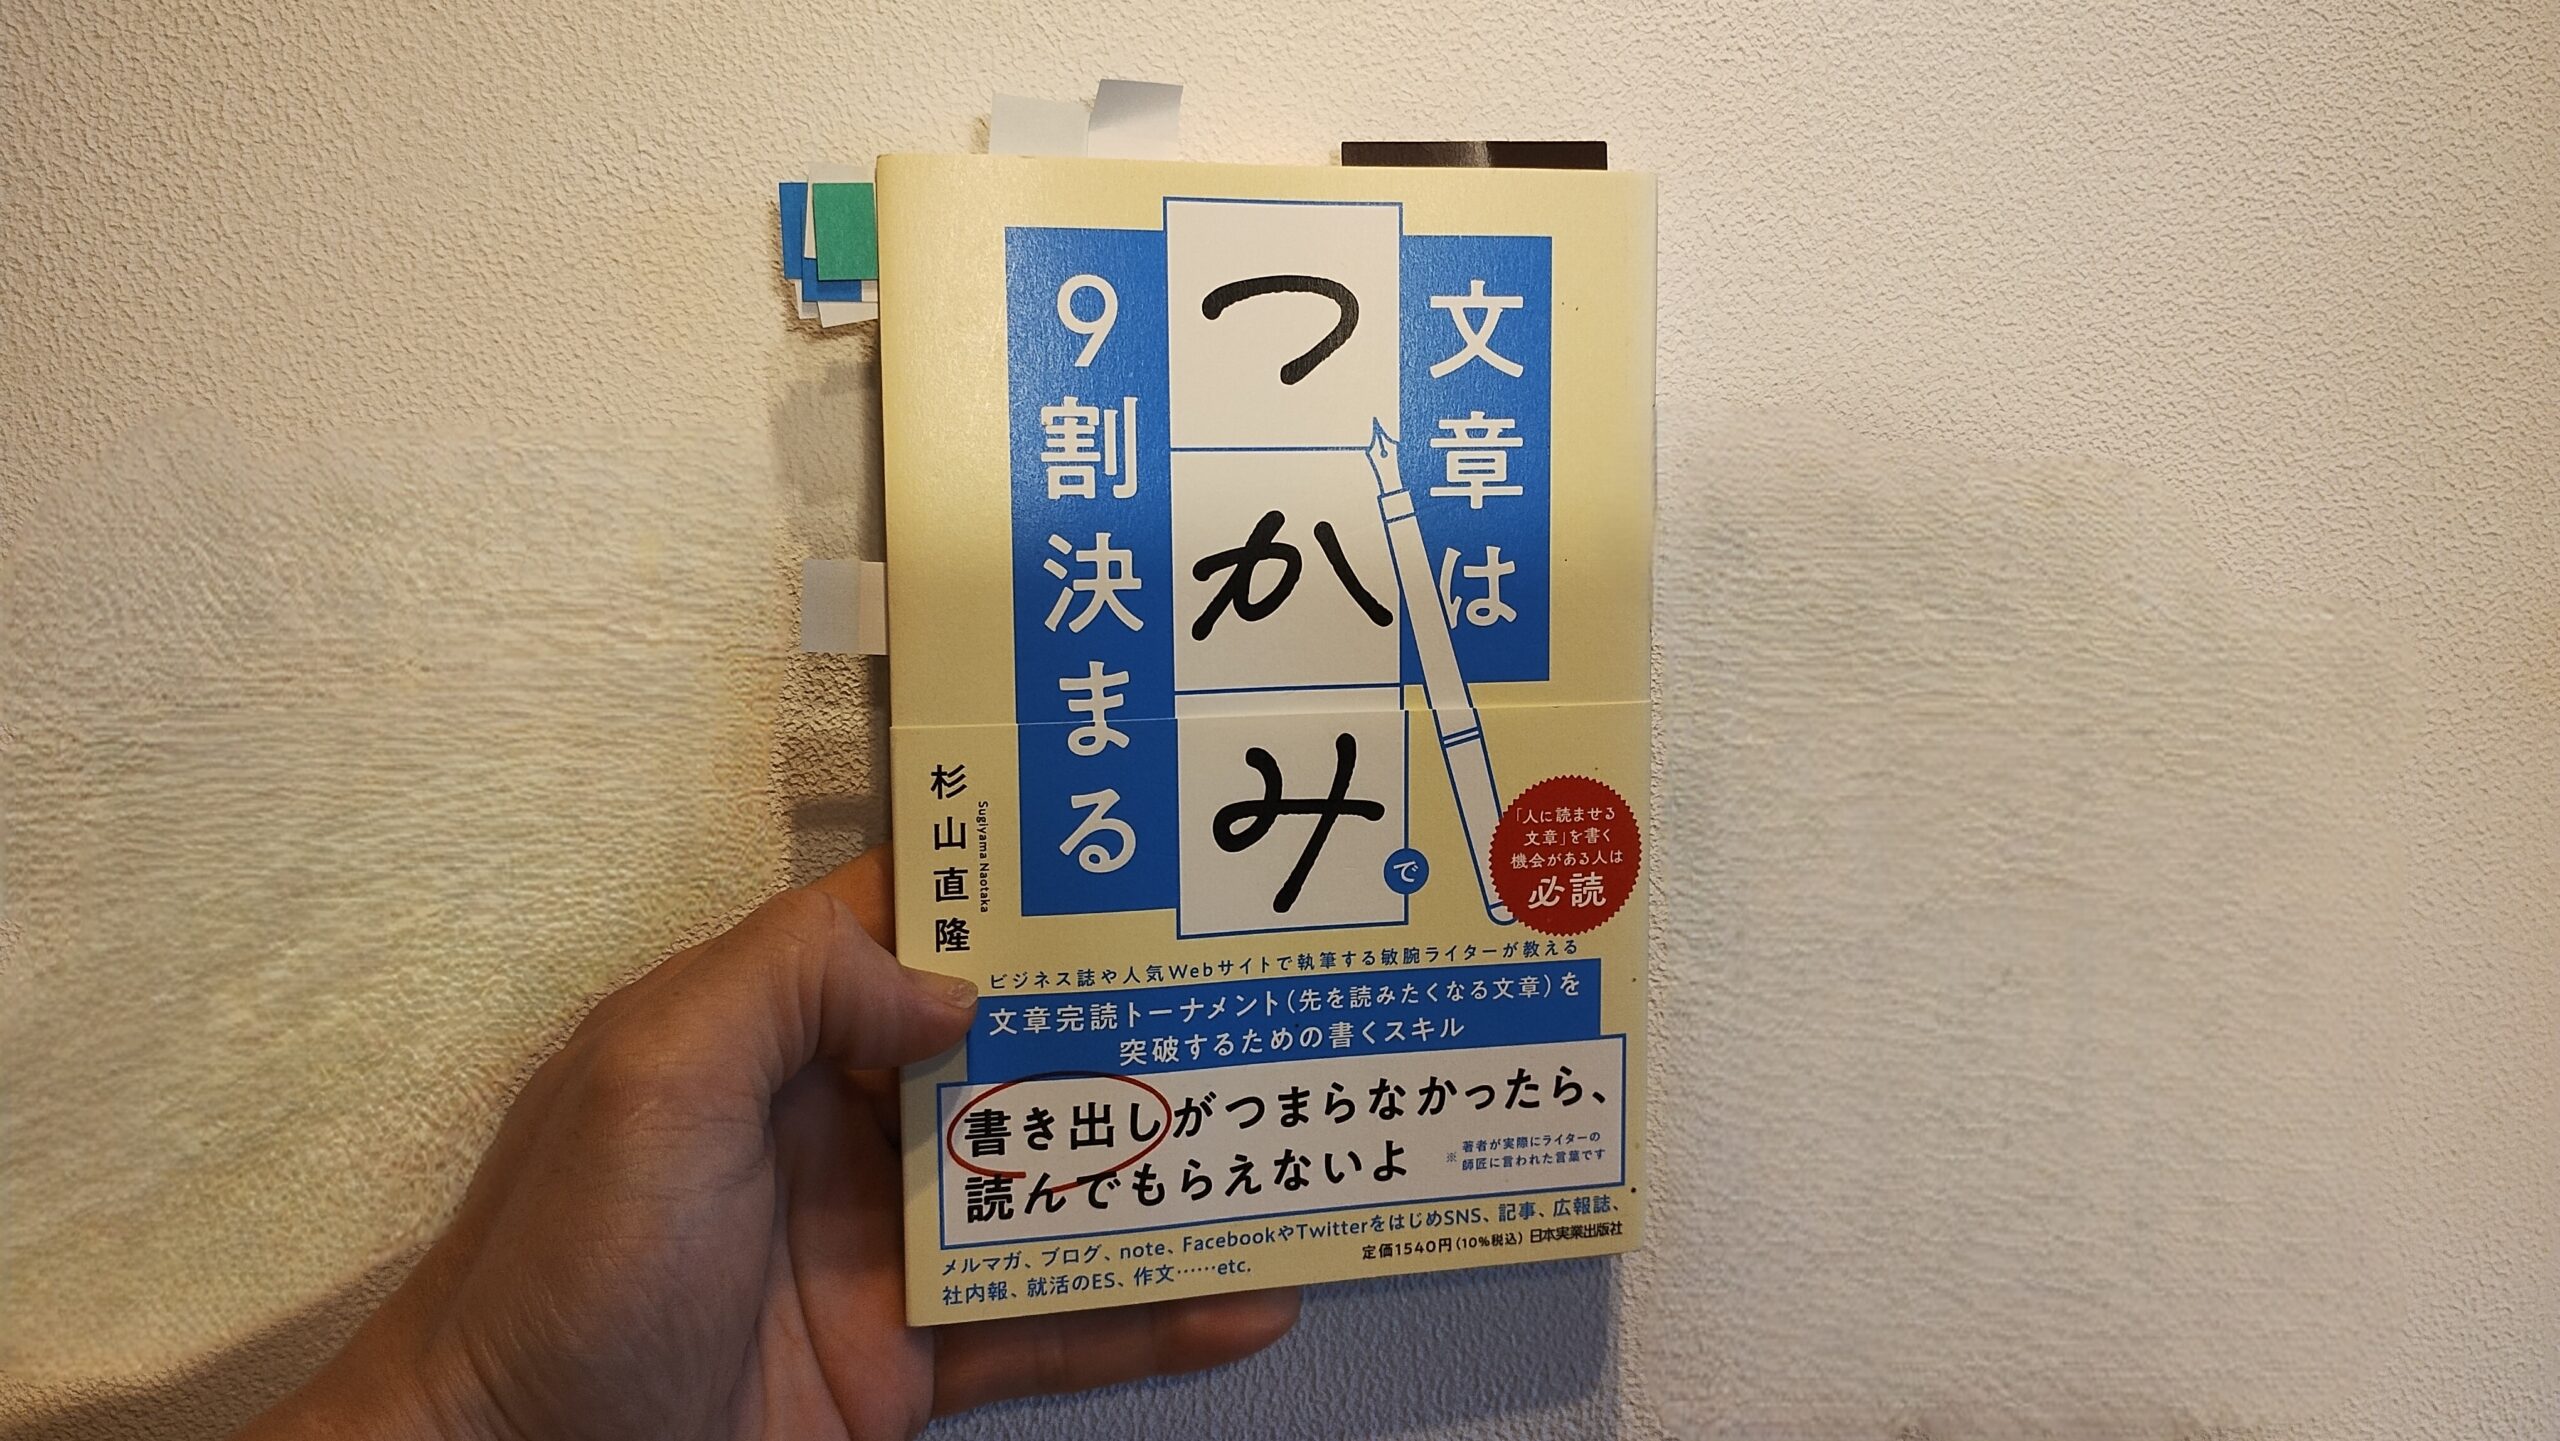 文章は
つかみで
9割決まる
杉山直隆
Sugiyama Naotaka
「人に読ませる
文章」を書く
機会がある人は
必読
ビジネス誌や人気Webサイトで執筆する敏腕ライターが教える
文章完読トーナメント(先を読みたくなる文章)を
突破するための書くスキル
書き出しがつまらなかったら、
読んでもらえないよ
※著者が実際にライターの
師匠に言われた言葉です
メルマガ、ブログ、note、FacebookやTwitterをはじめSNS、記事、広報誌、
社内報、就活のES、作文……etc.
定価1540円(10%税込) 日本実業出版社